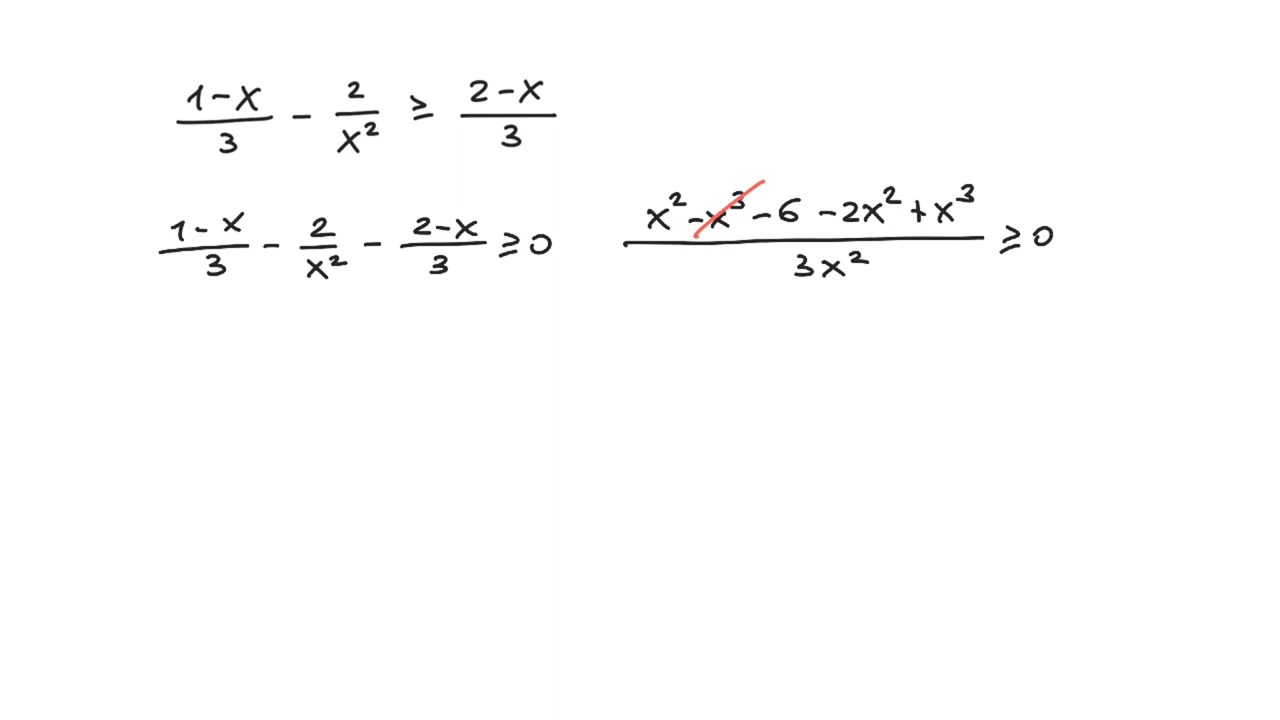 (1-x)/3 - 2/x² ≥ (2-x)/3
(1-x)/3 - 2/x² - (2-x)/3 ≥ 0
(x² - x³ - 6 - 2x² + x³)/(3x²) ≥ 0